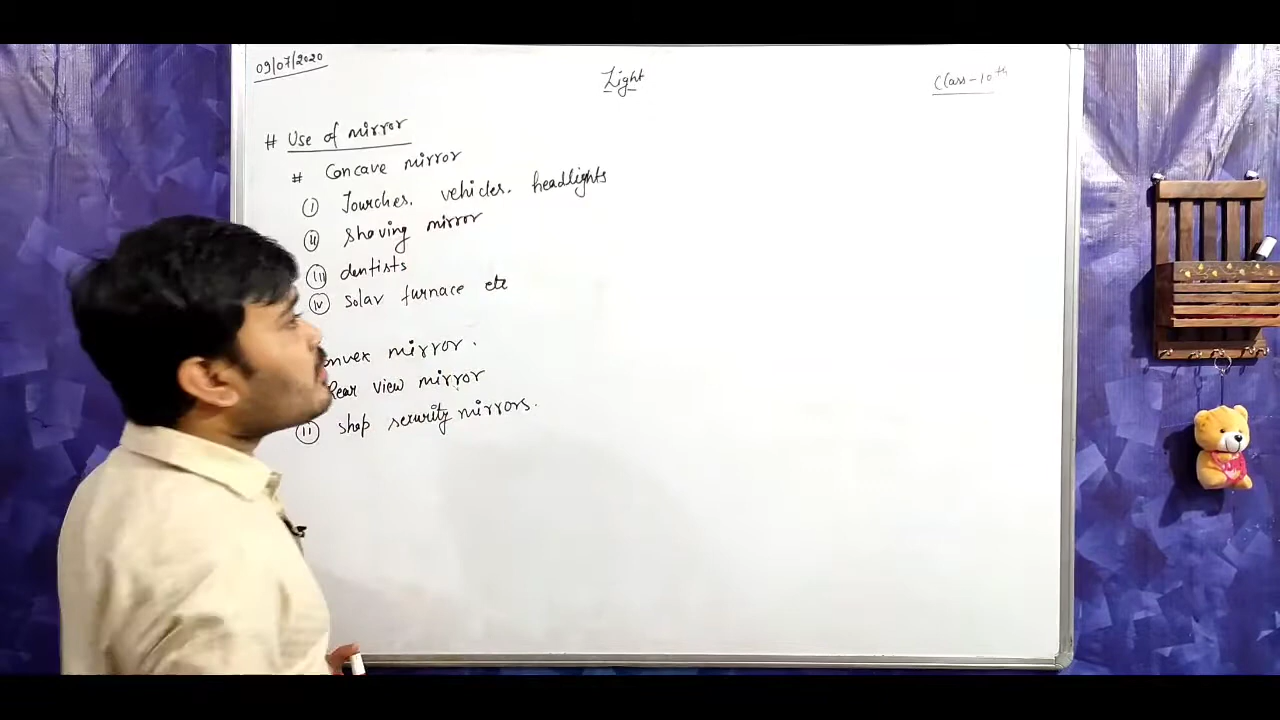 09/07/2020
Light
Class-10th
# Use of mirror
# Concave mirror
(i) Tourches, vehicles. headlights
(ii) Shaving mirror
(iii) dentists
(iv) Solar furnace etc
onvex mirror.
Rear view mirror
(ii) shop security mirrors.